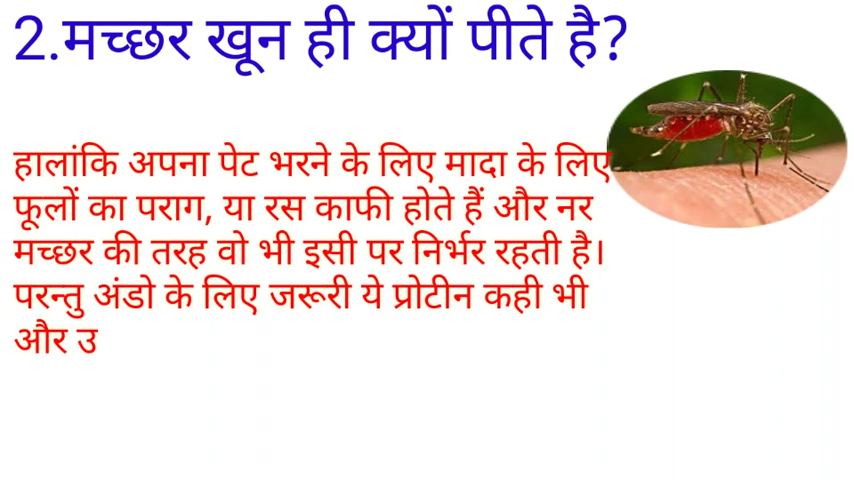 2.मच्छर खून ही क्यों पीते है?
हालांकि अपना पेट भरने के लिए मादा के लिए
फूलों का पराग, या रस काफी होते हैं और नर
मच्छर की तरह वो भी इसी पर निर्भर रहती है।
परन्तु अंडो के लिए जरूरी ये प्रोटीन कही भी
और उ